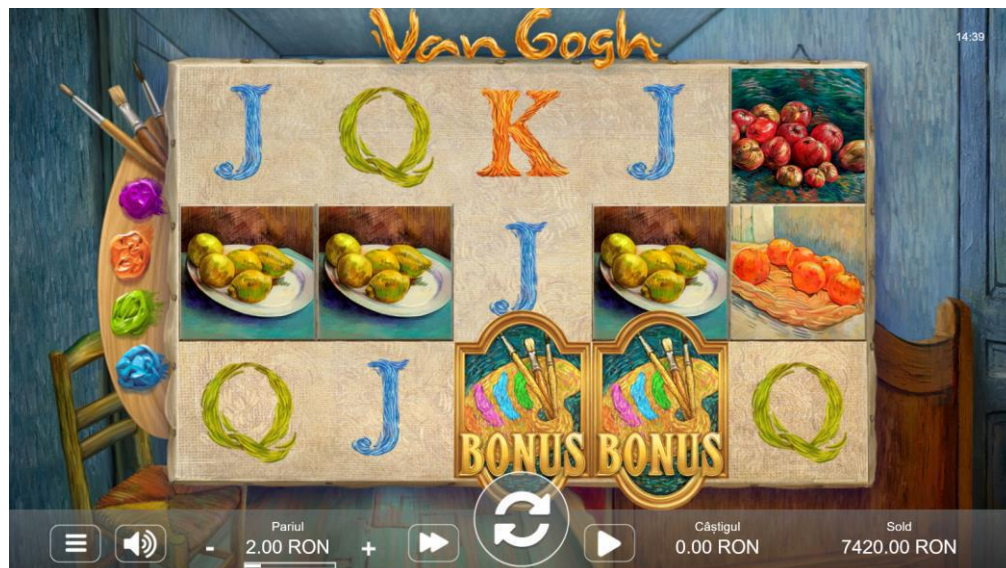 Van Gogh
14:39
J Q K J
J
BONUS BONUS
Q J Q
Pariul
2.00 RON
- +
Câștigul
0.00 RON
Sold
7420.00 RON